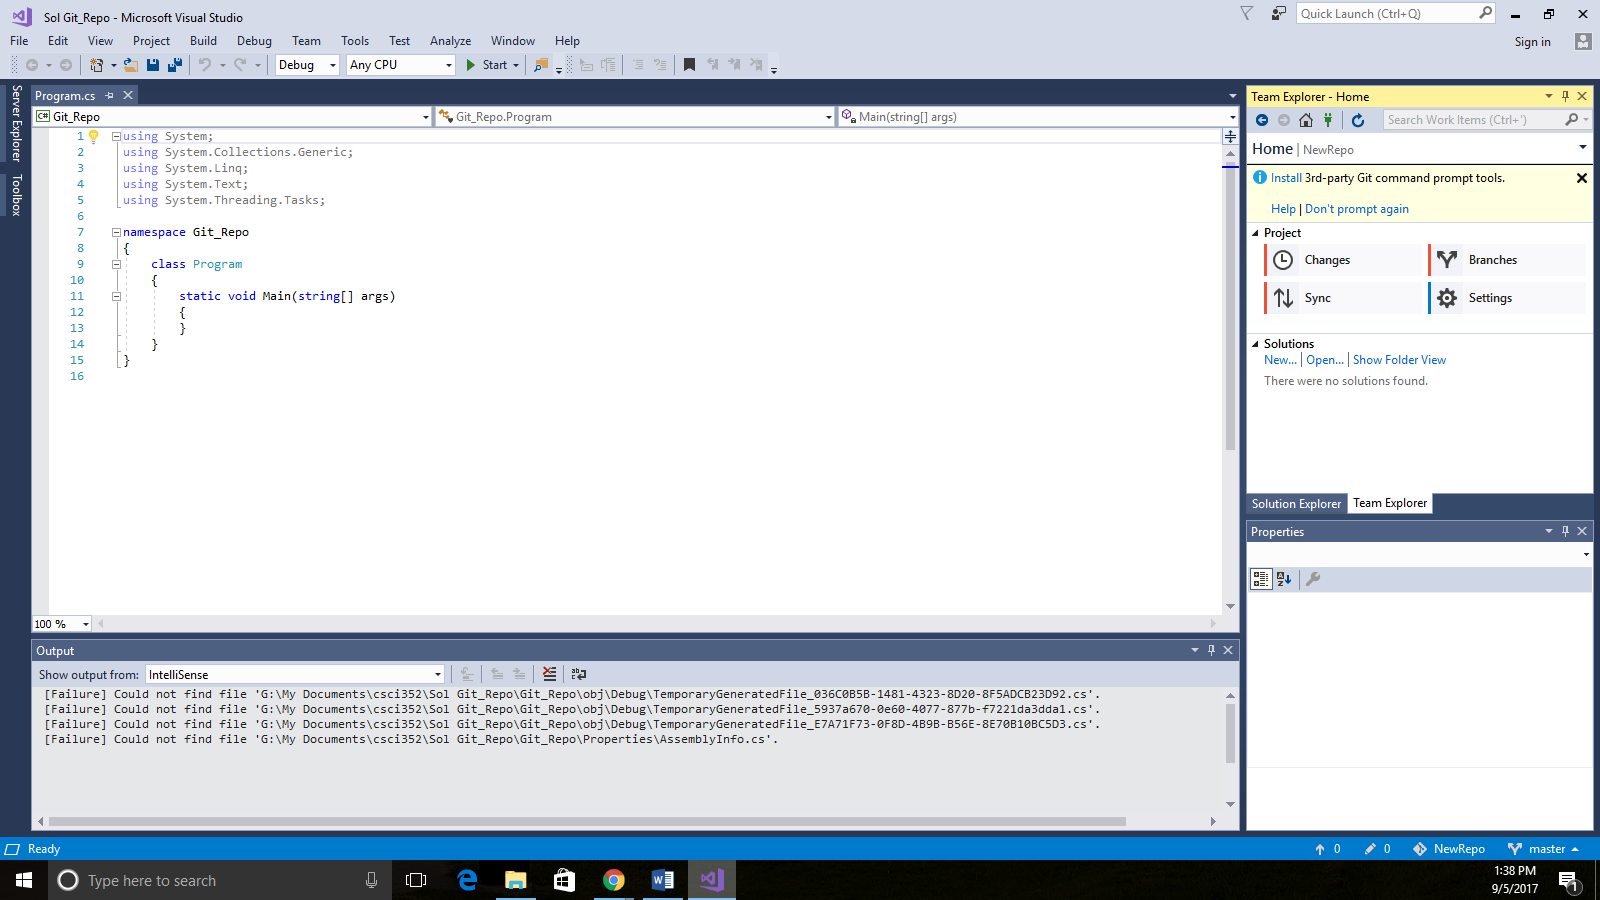 Sol Git_Repo - Microsoft Visual Studio
Quick Launch (Ctrl+Q)
File Edit View Project Build Debug Team Tools Test Analyze Window Help
Sign in
Debug Any CPU Start
Server Explorer
Toolbox
Program.cs
Git_Repo Git_Repo.Program Main(string[] args)
1 using System;
2 using System.Collections.Generic;
3 using System.Linq;
4 using System.Text;
5 using System.Threading.Tasks;
6
7 namespace Git_Repo
8 {
9 class Program
10 {
11 static void Main(string[] args)
12 {
13 }
14 }
15 }
16
100 %
Team Explorer - Home
Search Work Items (Ctrl+')
Home | NewRepo
Install 3rd-party Git command prompt tools.
Help | Don't prompt again
Project
Changes Branches
Sync Settings
Solutions
New... | Open... | Show Folder View
There were no solutions found.
Solution Explorer Team Explorer
Properties
Output
Show output from: IntelliSense
[Failure] Could not find file 'G:\My Documents\csci352\Sol Git_Repo\Git_Repo\obj\Debug\TemporaryGeneratedFile_036C0B5B-1481-4323-8D20-8F5ADCB23D92.cs'.
[Failure] Could not find file 'G:\My Documents\csci352\Sol Git_Repo\Git_Repo\obj\Debug\TemporaryGeneratedFile_5937a670-0e60-4077-877b-f7221da3dda1.cs'.
[Failure] Could not find file 'G:\My Documents\csci352\Sol Git_Repo\Git_Repo\obj\Debug\TemporaryGeneratedFile_E7A71F73-0F8D-4B9B-B56E-8E70B10BC5D3.cs'.
[Failure] Could not find file 'G:\My Documents\csci352\Sol Git_Repo\Git_Repo\Properties\AssemblyInfo.cs'.
Ready
0 0 NewRepo master
Type here to search
1:38 PM
9/5/2017
1